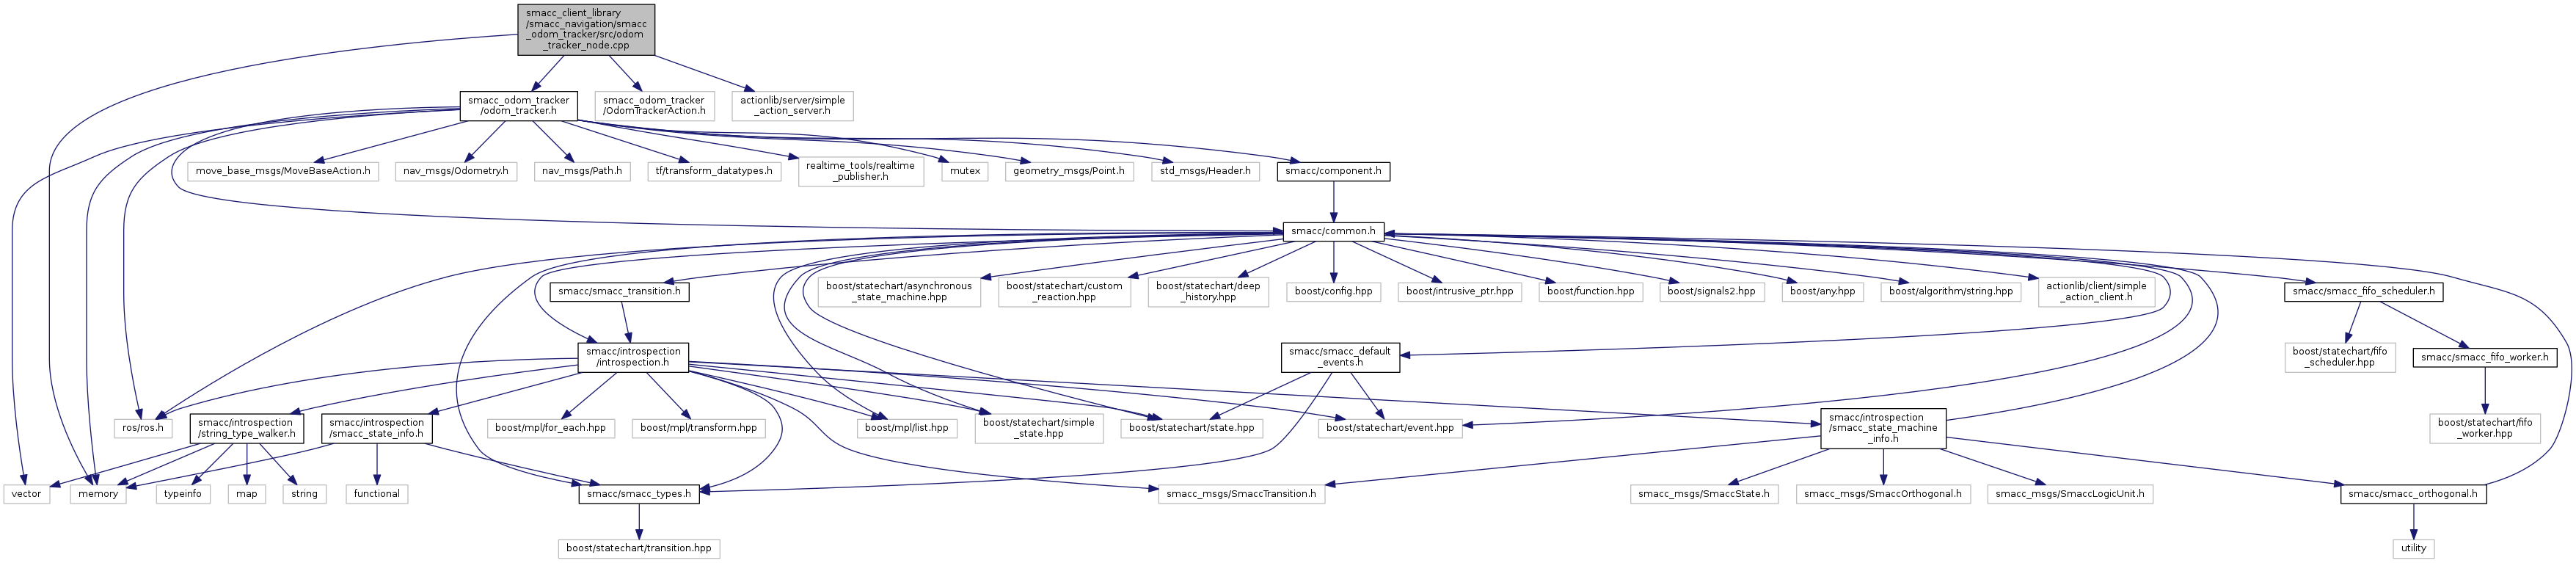 smacc_client_library
/smacc_navigation/smacc
_odom_tracker/src/odom
_tracker_node.cpp
smacc_odom_tracker
/odom_tracker.h
smacc_odom_tracker
/OdomTrackerAction.h
actionlib/server/simple
_action_server.h
move_base_msgs/MoveBaseAction.h
nav_msgs/Odometry.h
nav_msgs/Path.h
tf/transform_datatypes.h
realtime_tools/realtime
_publisher.h
mutex
geometry_msgs/Point.h
std_msgs/Header.h
smacc/component.h
smacc/common.h
smacc/smacc_transition.h
boost/statechart/asynchronous
_state_machine.hpp
boost/statechart/custom
_reaction.hpp
boost/statechart/deep
_history.hpp
boost/config.hpp
boost/intrusive_ptr.hpp
boost/function.hpp
boost/signals2.hpp
boost/any.hpp
boost/algorithm/string.hpp
actionlib/client/simple
_action_client.h
smacc/smacc_fifo_scheduler.h
smacc/introspection
/introspection.h
smacc/smacc_default
_events.h
boost/statechart/fifo
_scheduler.hpp
smacc/smacc_fifo_worker.h
ros/ros.h
smacc/introspection
/string_type_walker.h
smacc/introspection
/smacc_state_info.h
boost/mpl/for_each.hpp
boost/mpl/transform.hpp
boost/mpl/list.hpp
boost/statechart/simple
_state.hpp
boost/statechart/state.hpp
boost/statechart/event.hpp
smacc/introspection
/smacc_state_machine
_info.h
boost/statechart/fifo
_worker.hpp
vector
memory
typeinfo
map
string
functional
smacc/smacc_types.h
smacc_msgs/SmaccTransition.h
smacc_msgs/SmaccState.h
smacc_msgs/SmaccOrthogonal.h
smacc_msgs/SmaccLogicUnit.h
smacc/smacc_orthogonal.h
boost/statechart/transition.hpp
utility